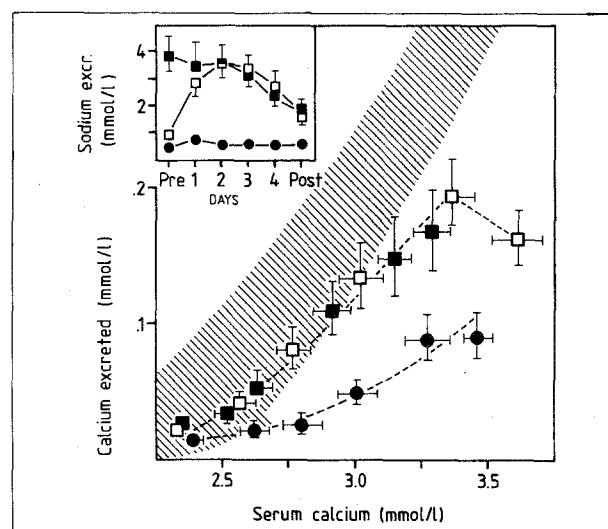 Sodium excr.
(mmol/l)
4
2
Pre 1 2 3 4 Post
DAYS
Calcium excreted (mmol/l)
.2
.1
2.5 3.0 3.5
Serum calcium (mmol/l)